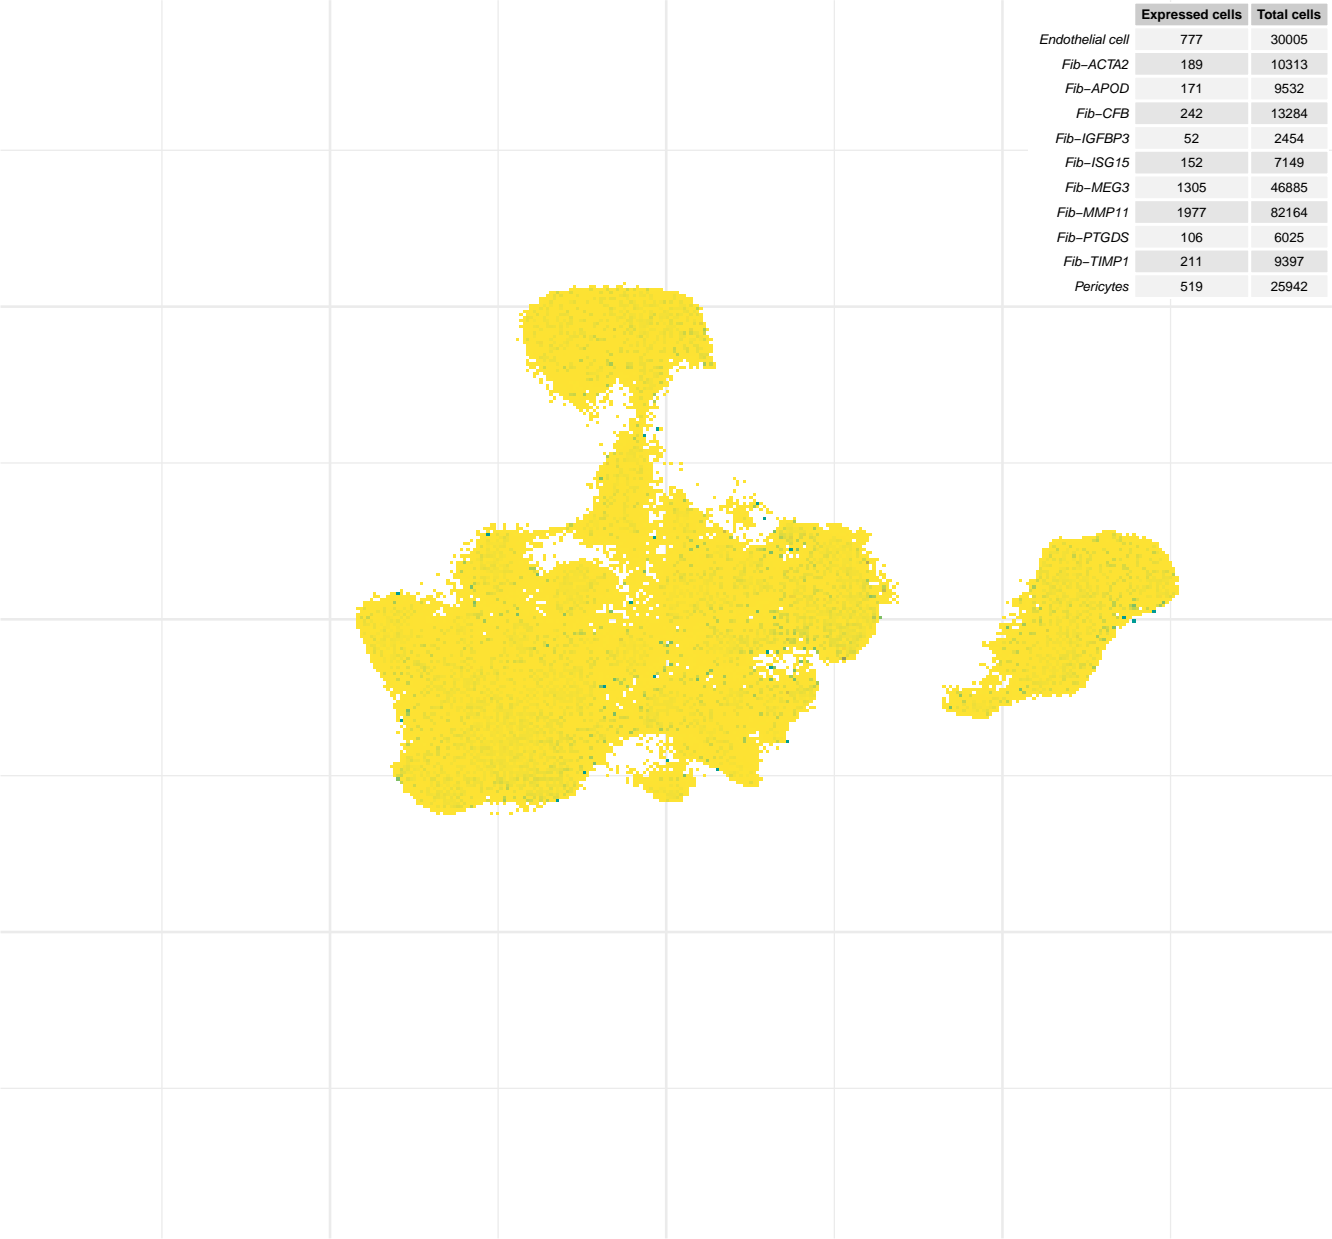 Expressed cells Total cells
Endothelial cell 777 30005
Fib−ACTA2 189 10313
Fib−APOD 171 9532
Fib−CFB 242 13284
Fib−IGFBP3 52 2454
Fib−ISG15 152 7149
Fib−MEG3 1305 46885
Fib−MMP11 1977 82164
Fib−PTGDS 106 6025
Fib−TIMP1 211 9397
Pericytes 519 25942